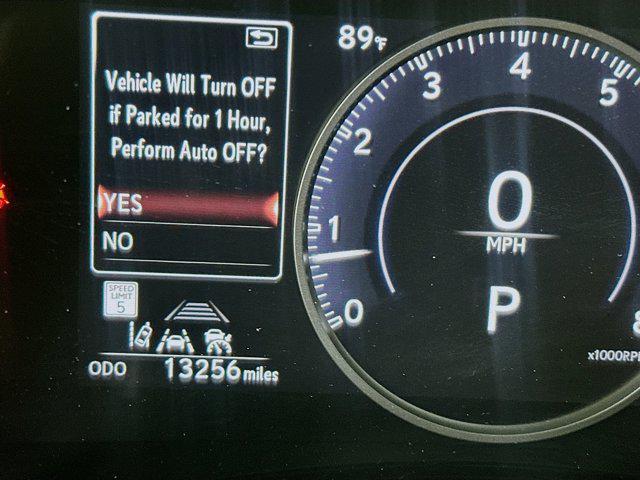 Vehicle Will Turn OFF
if Parked for 1 Hour,
Perform Auto OFF?
YES
NO
SPEED
LIMIT
5
ODO 13256 miles
89°F
0
1
2
3
4
5
8
0
MPH
P
x1000RPM